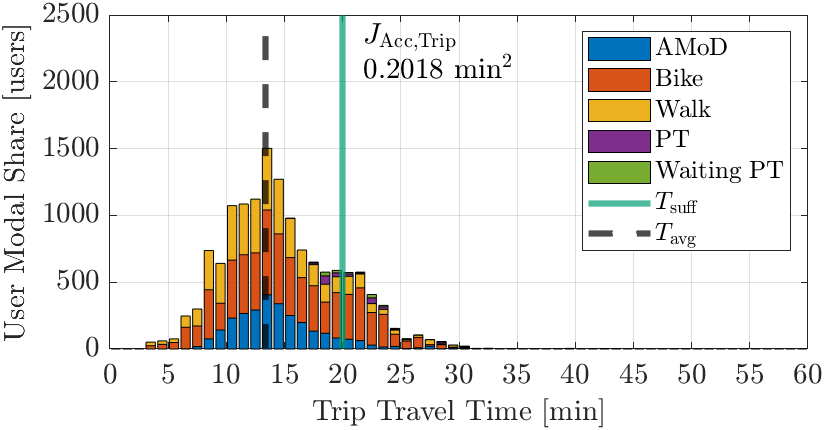 2500
2000
1500
1000
500
0
User Modal Share [users]
J_Acc,Trip
0.2018 min²
AMoD
Bike
Walk
PT
Waiting PT
T_suff
T_avg
0 5 10 15 20 25 30 35 40 45 50 55 60
Trip Travel Time [min]